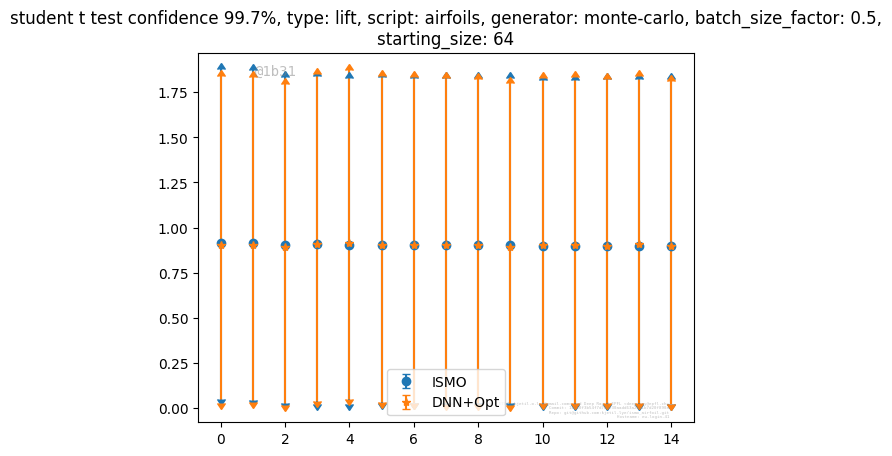 student t test confidence 99.7%, type: lift, script: airfoils, generator: monte-carlo, batch_size_factor: 0.5,
starting_size: 64
@1b31
1.75
1.50
1.25
1.00
0.75
0.50
0.25
0.00
ISMO
DNN+Opt
0 2 4 6 8 10 12 14